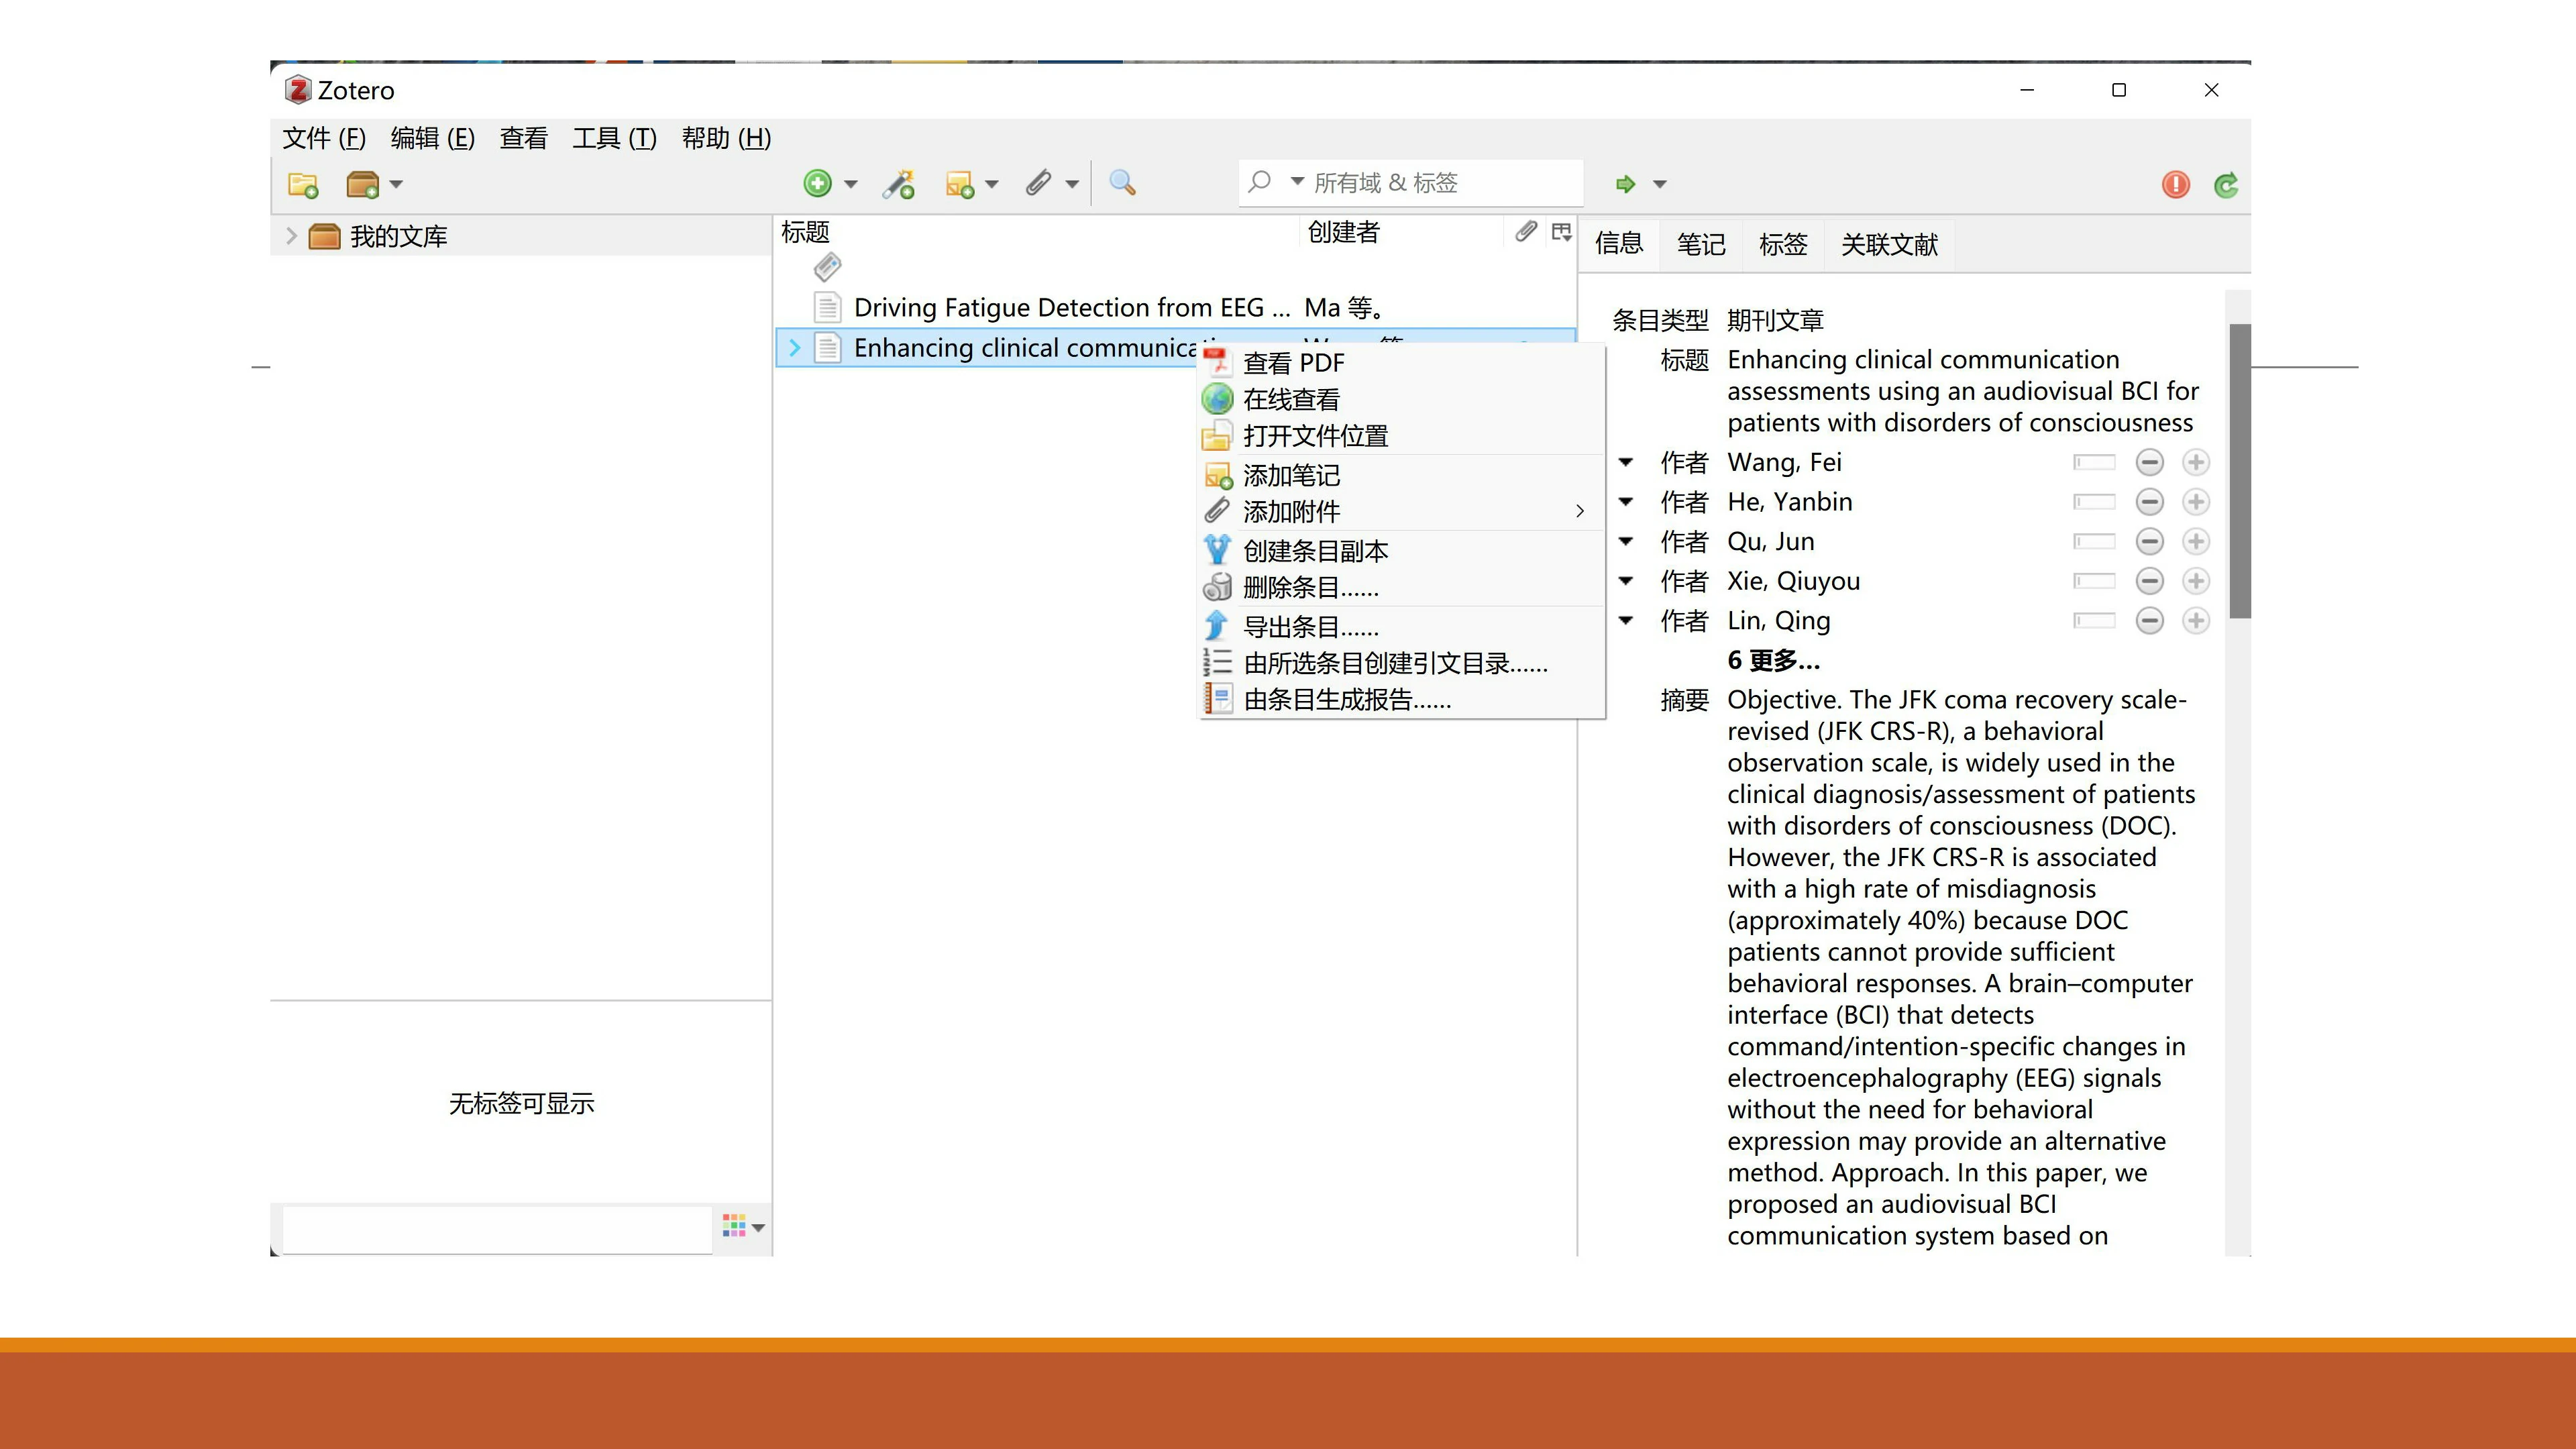 Zotero
文件 (F) 编辑 (E) 查看 工具 (T) 帮助 (H)
所有域 & 标签
我的文库
标题 创建者
Driving Fatigue Detection from EEG ... Ma 等。
Enhancing clinical
查看 PDF
在线查看
打开文件位置
添加笔记
添加附件
创建条目副本
删除条目......
导出条目......
由所选条目创建引文目录......
由条目生成报告......
无标签可显示
信息 笔记 标签 关联文献
条目类型 期刊文章
标题 Enhancing clinical communication
assessments using an audiovisual BCI for
patients with disorders of consciousness
作者 Wang, Fei
作者 He, Yanbin
作者 Qu, Jun
作者 Xie, Qiuyou
作者 Lin, Qing
6 更多...
摘要 Objective. The JFK coma recovery scale-
revised (JFK CRS-R), a behavioral
observation scale, is widely used in the
clinical diagnosis/assessment of patients
with disorders of consciousness (DOC).
However, the JFK CRS-R is associated
with a high rate of misdiagnosis
(approximately 40%) because DOC
patients cannot provide sufficient
behavioral responses. A brain–computer
interface (BCI) that detects
command/intention-specific changes in
electroencephalography (EEG) signals
without the need for behavioral
expression may provide an alternative
method. Approach. In this paper, we
proposed an audiovisual BCI
communication system based on